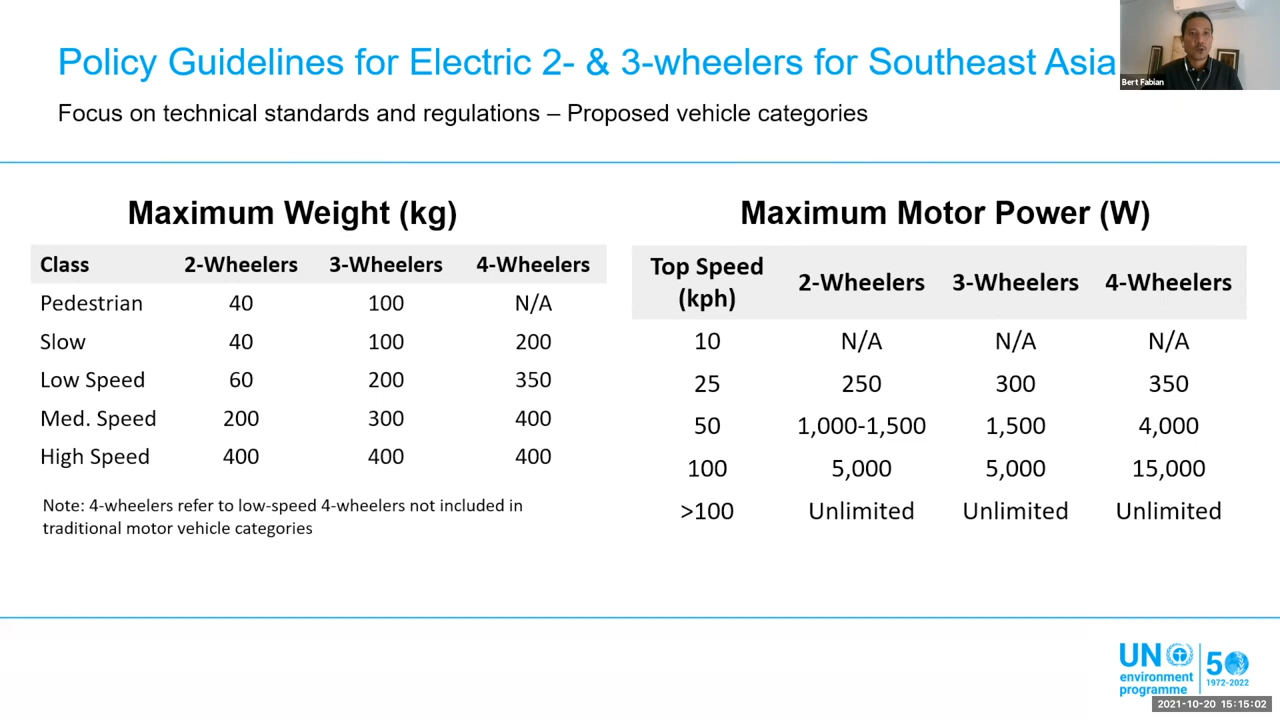 Policy Guidelines for Electric 2- & 3-wheelers for Southeast Asia
Bert Fabian
Focus on technical standards and regulations – Proposed vehicle categories
Maximum Weight (kg)
Class 2-Wheelers 3-Wheelers 4-Wheelers
Pedestrian 40 100 N/A
Slow 40 100 200
Low Speed 60 200 350
Med. Speed 200 300 400
High Speed 400 400 400
Note: 4-wheelers refer to low-speed 4-wheelers not included in
traditional motor vehicle categories
Maximum Motor Power (W)
Top Speed
(kph) 2-Wheelers 3-Wheelers 4-Wheelers
10 N/A N/A N/A
25 250 300 350
50 1,000-1,500 1,500 4,000
100 5,000 5,000 15,000
>100 Unlimited Unlimited Unlimited
UN
environment
programme
50
1972-2022
2021-10-20 15:15:02